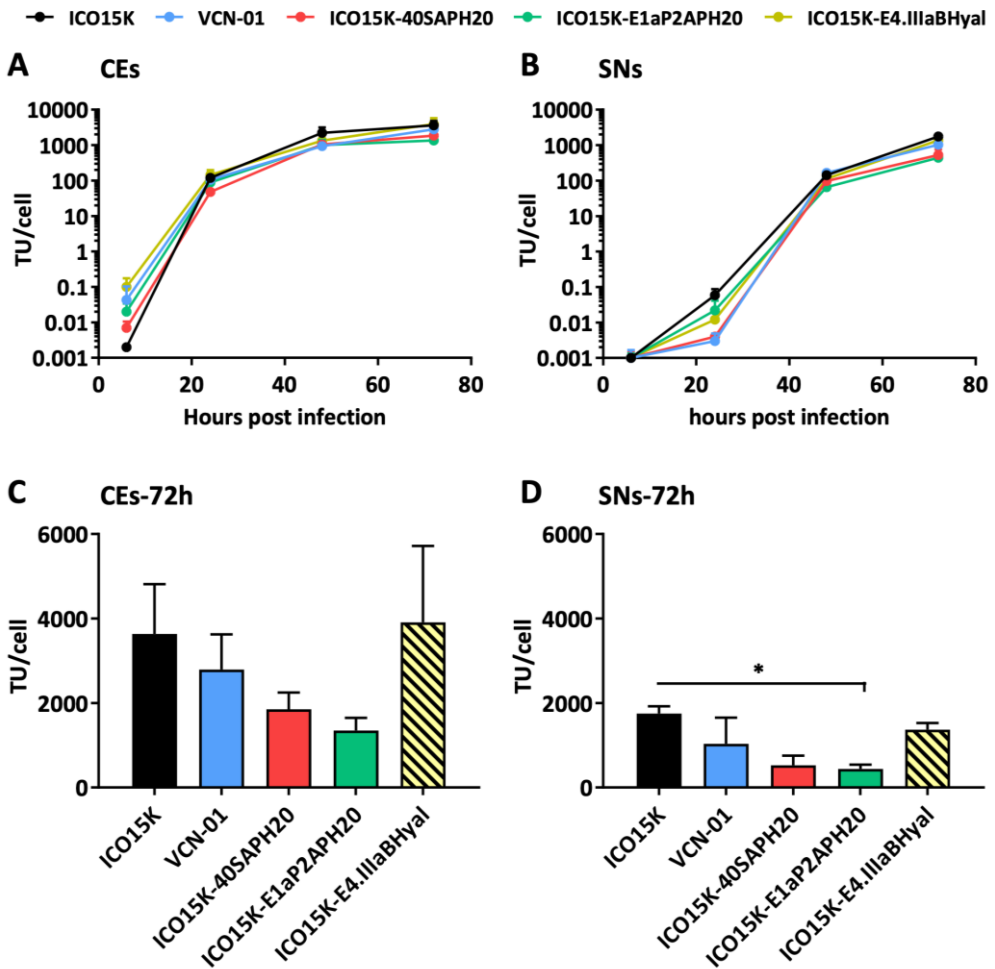 ICO15K VCN-01 ICO15K-40SAPH20 ICO15K-E1aP2APH20 ICO15K-E4.IIIaBHyal
A CEs
TU/cell
10000
1000
100
10
1
0.1
0.01
0.001
0 20 40 60 80
Hours post infection
B SNs
TU/cell
10000
1000
100
10
1
0.1
0.01
0.001
0 20 40 60 80
hours post infection
C CEs-72h
TU/cell
6000
4000
2000
0
ICO15K
VCN-01
ICO15K-40SAPH20
ICO15K-E1aP2APH20
ICO15K-E4.IIIaBHyal
D SNs-72h
TU/cell
6000
4000
2000
0
*
ICO15K
VCN-01
ICO15K-40SAPH20
ICO15K-E1aP2APH20
ICO15K-E4.IIIaBHyal